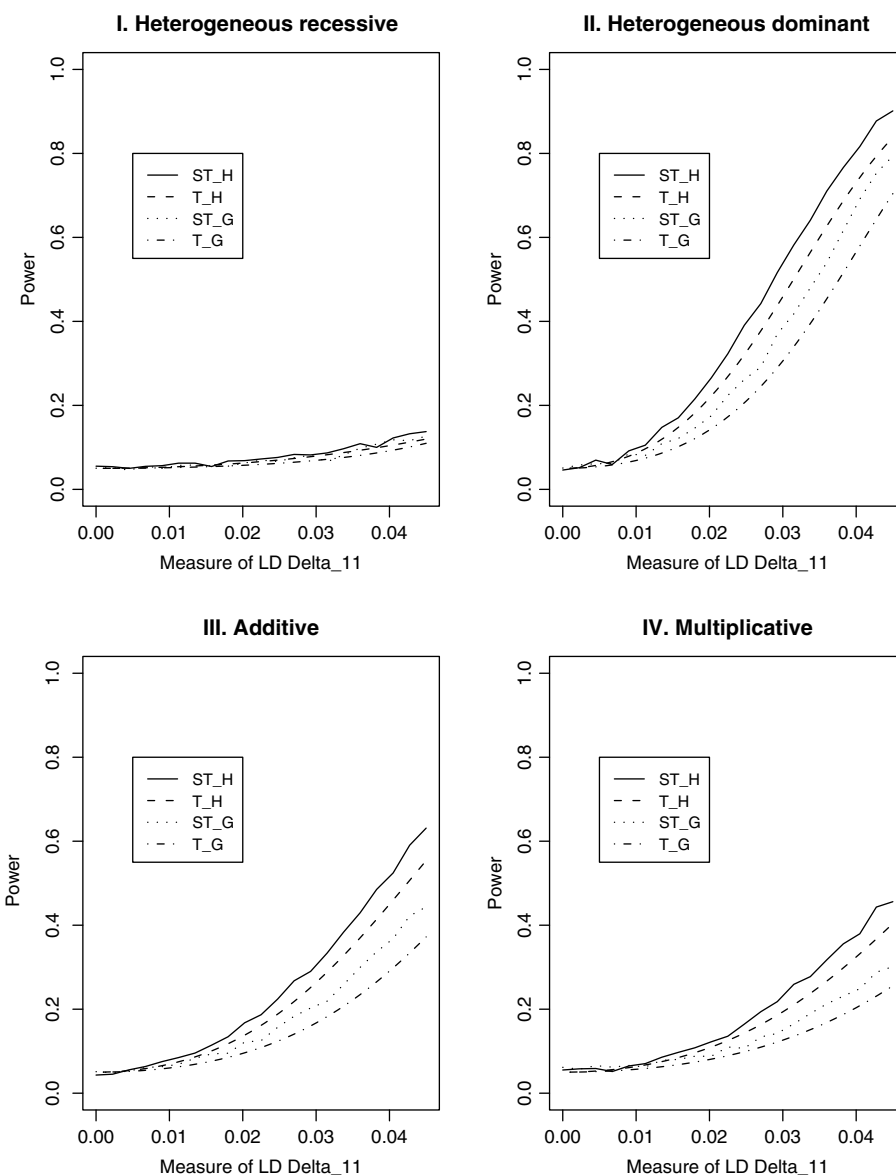 I. Heterogeneous recessive
Power
0.0 0.2 0.4 0.6 0.8 1.0
ST_H
T_H
ST_G
T_G
0.00 0.01 0.02 0.03 0.04
Measure of LD Delta_11
II. Heterogeneous dominant
Power
0.0 0.2 0.4 0.6 0.8 1.0
ST_H
T_H
ST_G
T_G
0.00 0.01 0.02 0.03 0.04
Measure of LD Delta_11
III. Additive
Power
0.0 0.2 0.4 0.6 0.8 1.0
ST_H
T_H
ST_G
T_G
0.00 0.01 0.02 0.03 0.04
Measure of LD Delta_11
IV. Multiplicative
Power
0.0 0.2 0.4 0.6 0.8 1.0
ST_H
T_H
ST_G
T_G
0.00 0.01 0.02 0.03 0.04
Measure of LD Delta_11